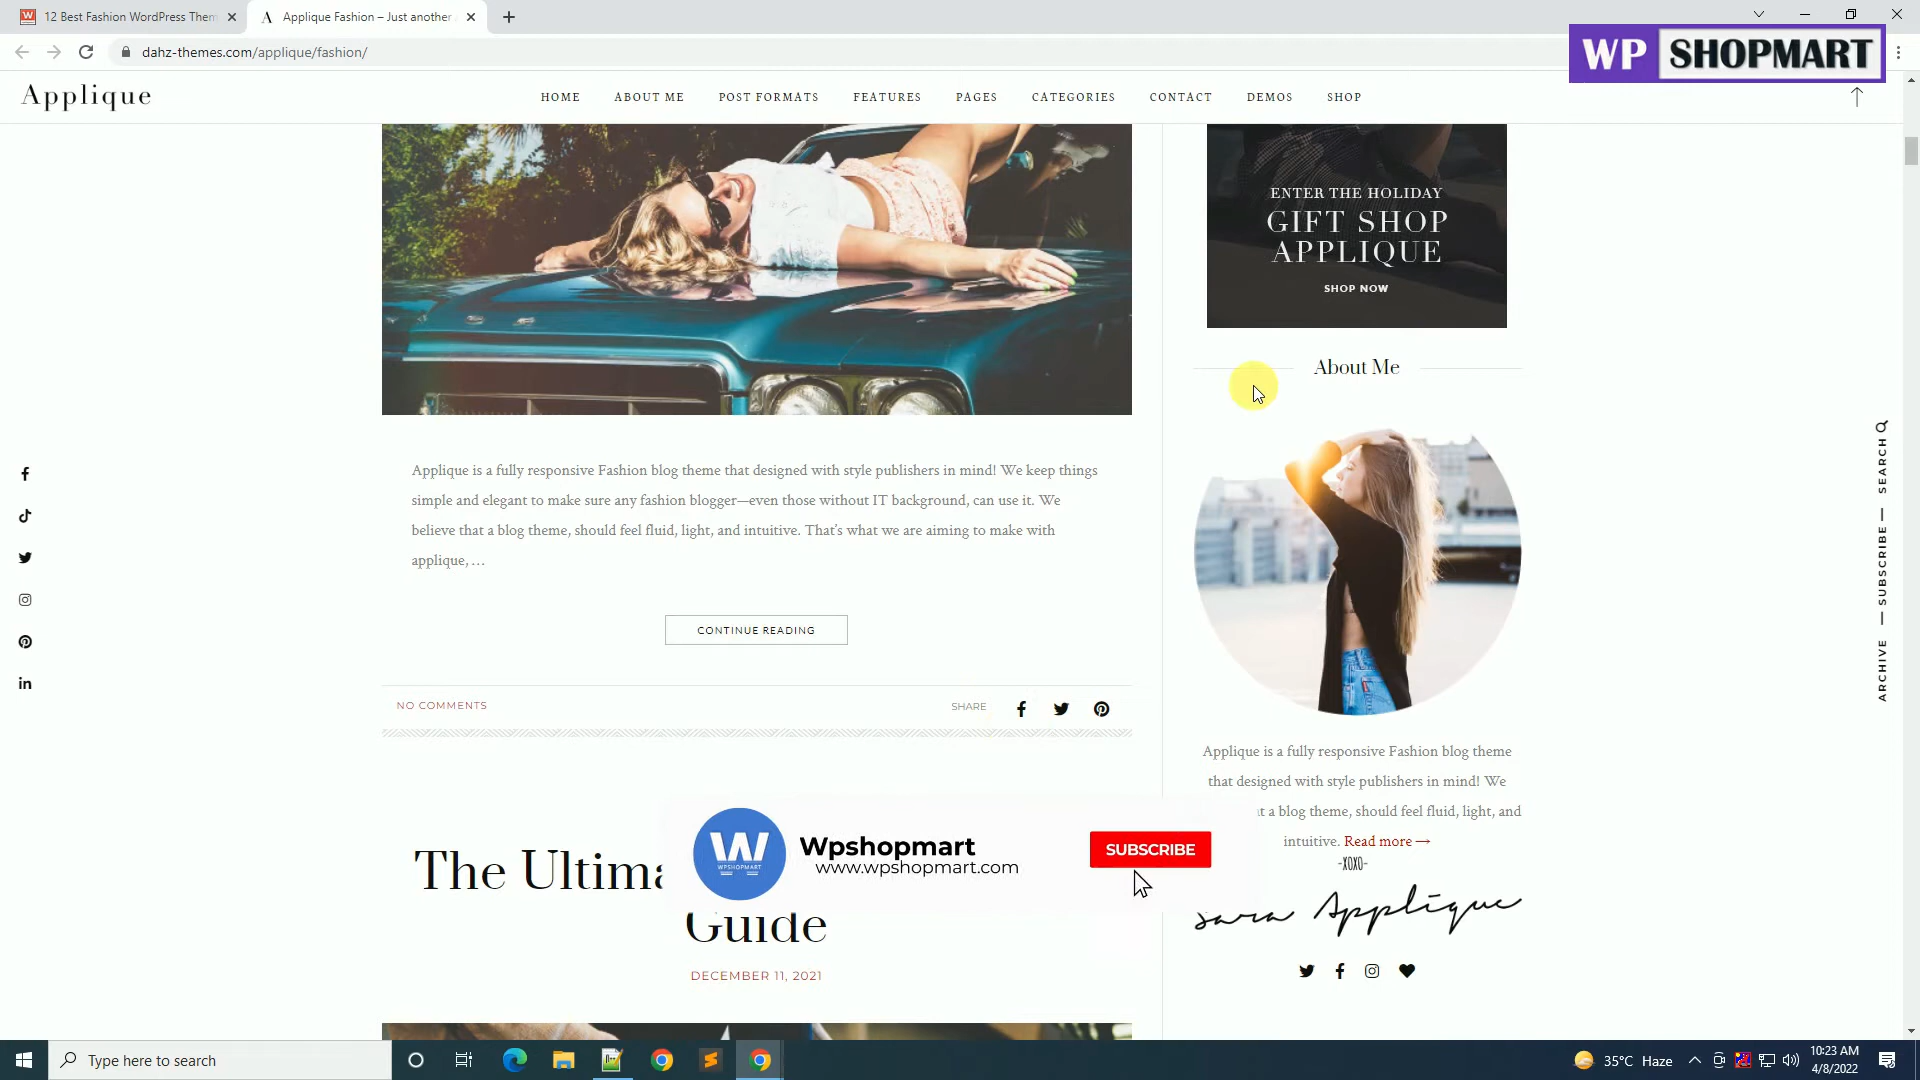 12 Best Fashion WordPress Them
Applique Fashion – Just another
dahz-themes.com/applique/fashion/
WP SHOPMART
Applique
HOME
ABOUT ME
POST FORMATS
FEATURES
PAGES
CATEGORIES
CONTACT
DEMOS
SHOP
ENTER THE HOLIDAY
GIFT SHOP
APPLIQUE
SHOP NOW
About Me
Applique is a fully responsive Fashion blog theme that designed with style publishers in mind! We keep things
simple and elegant to make sure any fashion blogger—even those without IT background, can use it. We
believe that a blog theme, should feel fluid, light, and intuitive. That's what we are aiming to make with
applique, …
CONTINUE READING
NO COMMENTS
SHARE
Applique is a fully responsive Fashion blog theme
that designed with style publishers in mind! We
t a blog theme, should feel fluid, light, and
intuitive. Read more →
-XOXO-
Sara Applique
The Ultima
Guide
DECEMBER 11, 2021
W
WPSHOPMART
Wpshopmart
www.wpshopmart.com
SUBSCRIBE
ARCHIVE — SUBSCRIBE — SEARCH
Type here to search
35°C Haze
10:23 AM
4/8/2022